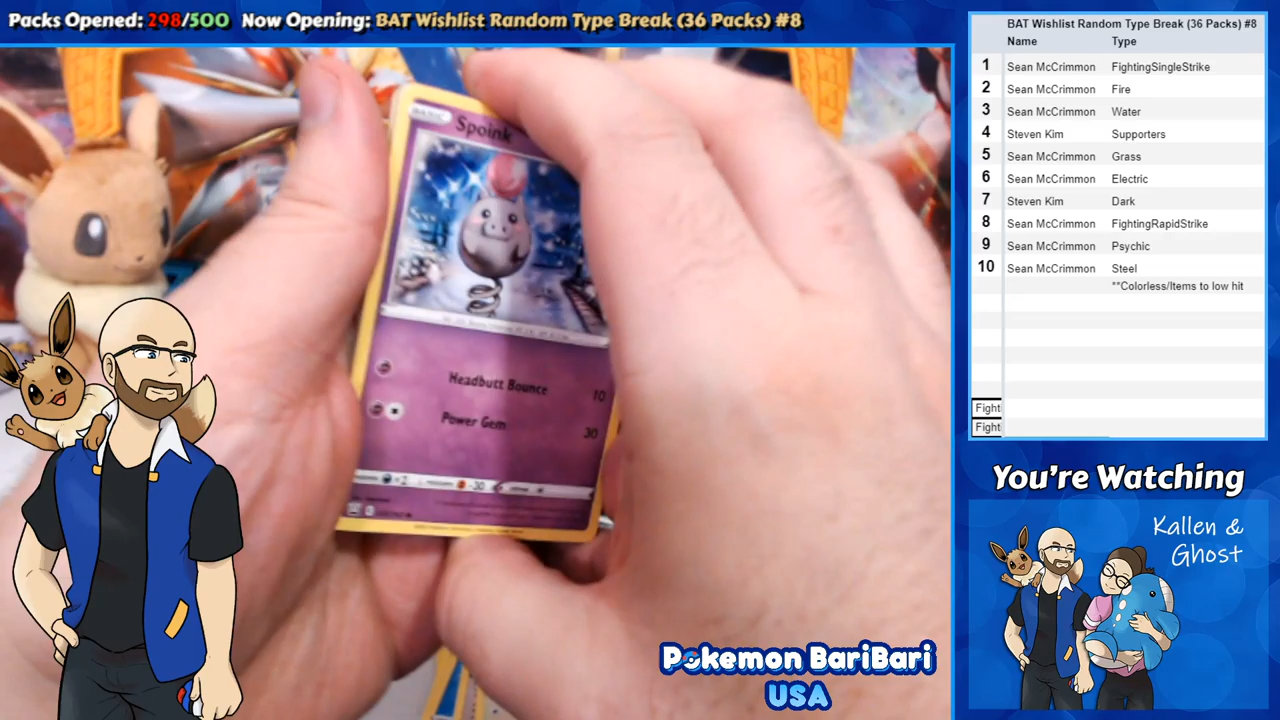 Packs Opened: 298/500 Now Opening: BAT Wishlist Random Type Break (36 Packs) #8
BAT Wishlist Random Type Break (36 Packs) #8
Name Type
1 Sean McCrimmon FightingSingleStrike
2 Sean McCrimmon Fire
3 Sean McCrimmon Water
4 Steven Kim Supporters
5 Sean McCrimmon Grass
6 Sean McCrimmon Electric
7 Steven Kim Dark
8 Sean McCrimmon FightingRapidStrike
9 Sean McCrimmon Psychic
10 Sean McCrimmon Steel
**Colorless/Items to low hit
Fight
Fight
Spoink
Headbutt Bounce 10
Power Gem 30
You're Watching
Kallen &
Ghost
Pokemon BariBari
USA